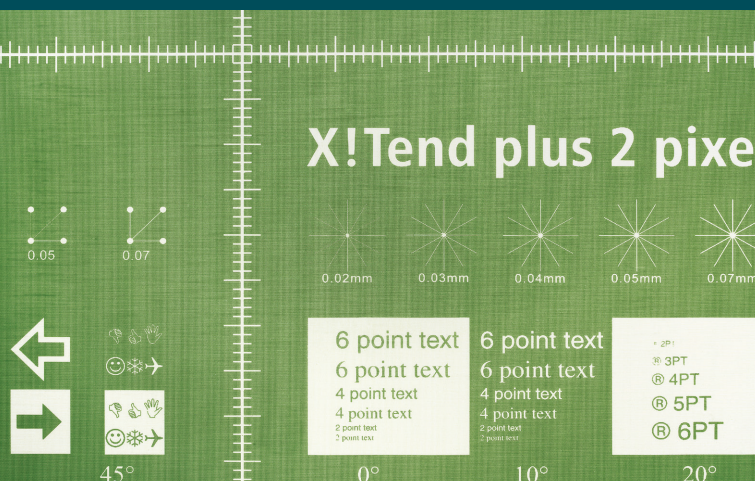 X!Tend plus 2 pixe
0.05
0.07
0.02mm
0.03mm
0.04mm
0.05mm
0.07mm
6 point text
6 point text
4 point text
4 point text
2 point text
2 point text
6 point text
6 point text
4 point text
4 point text
2 point text
2 point text
2PT
® 3PT
® 4PT
® 5PT
® 6PT
45°
0°
10°
20°